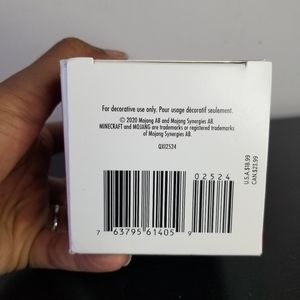 For decorative use only. Pour usage décoratif seulement.
© 2020 Mojang AB and Mojang Synergies AB.
MINECRAFT and MOJANG are trademarks or registered trademarks
of Mojang Synergies AB.
QXI2524
02524
7 63795 61405 9
U.S.A. $18.99
CAN. $23.99